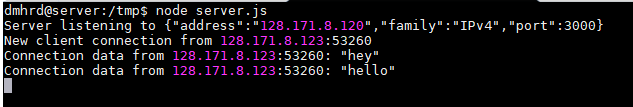 dmhrd@server:/tmp$ node server.js
Server listening to {"address":"128.171.8.120","family":"IPv4","port":3000}
New client connection from 128.171.8.123:53260
Connection data from 128.171.8.123:53260: "hey"
Connection data from 128.171.8.123:53260: "hello"